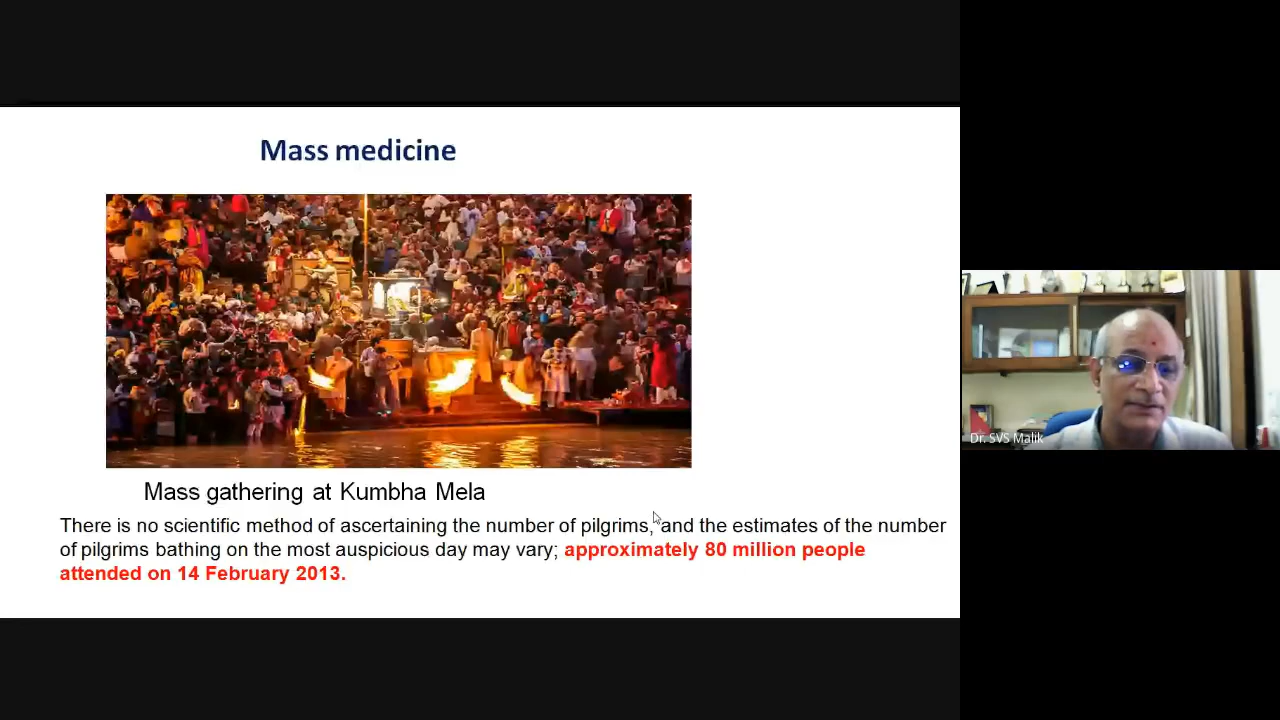 Mass medicine
Mass gathering at Kumbha Mela
There is no scientific method of ascertaining the number of pilgrims, and the estimates of the number
of pilgrims bathing on the most auspicious day may vary; approximately 80 million people
attended on 14 February 2013.
Dr. SVS Malik